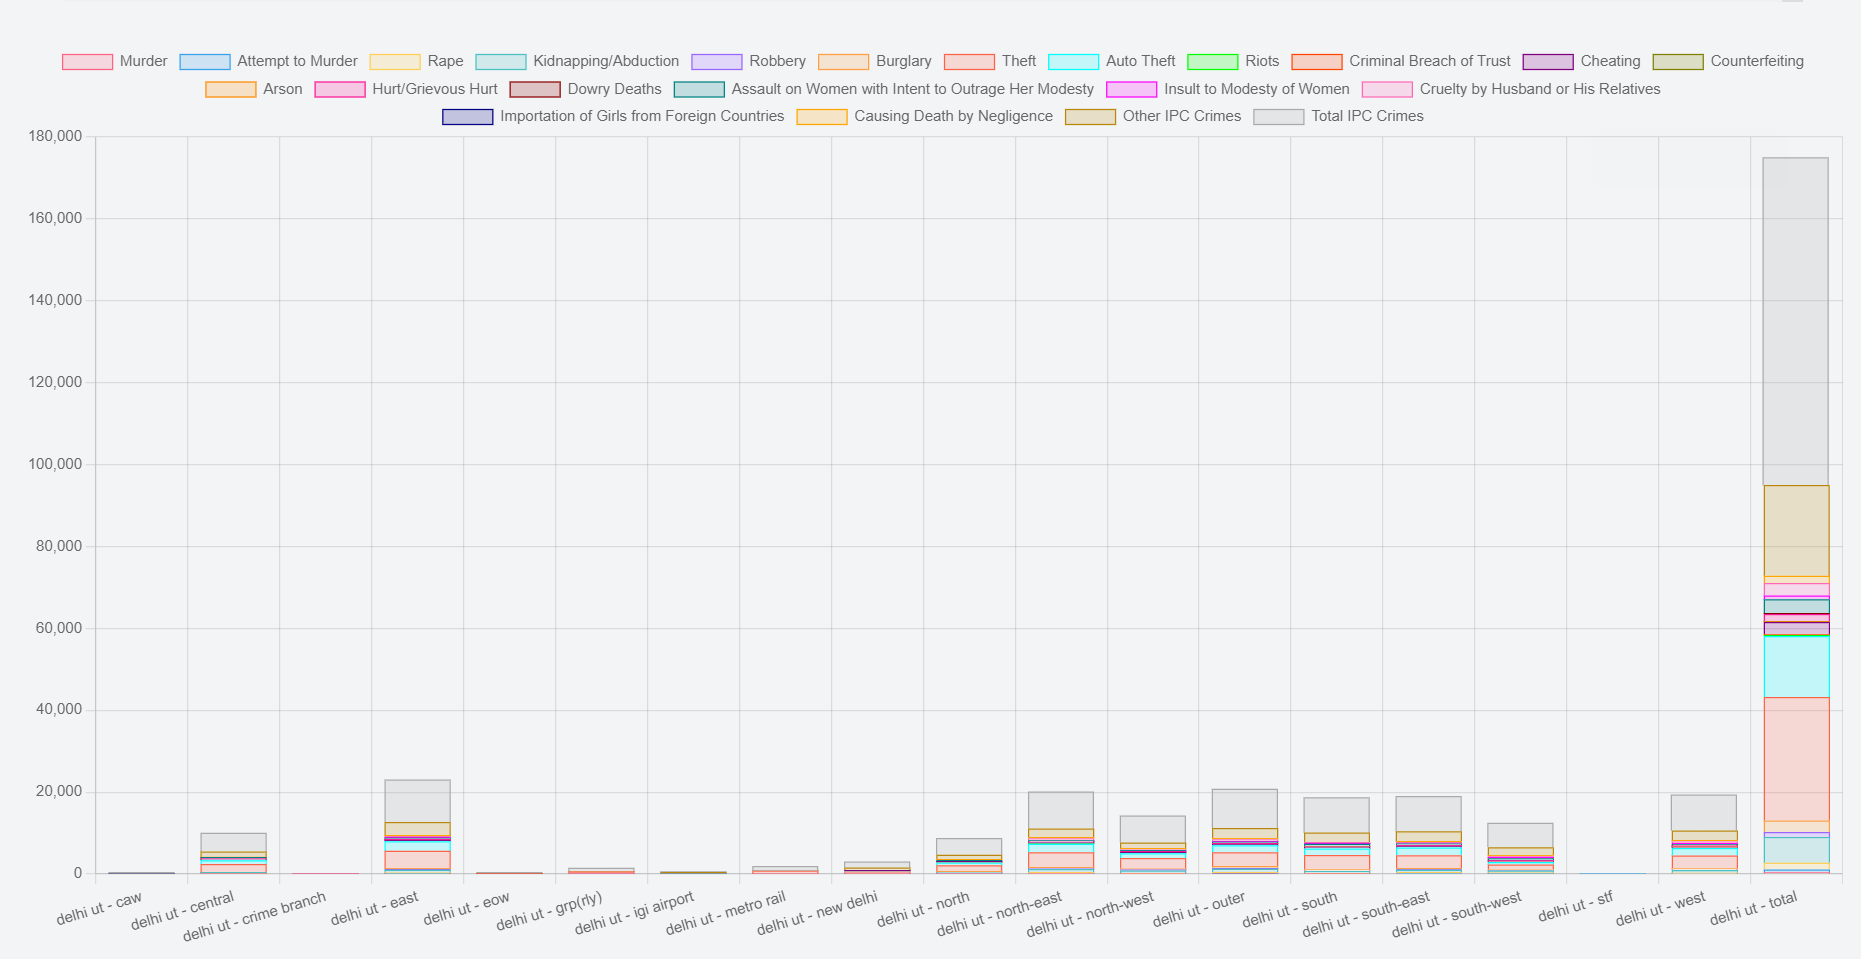 Murder Attempt to Murder Rape Kidnapping/Abduction Robbery Burglary Theft Auto Theft Riots Criminal Breach of Trust Cheating Counterfeiting
Arson Hurt/Grievous Hurt Dowry Deaths Assault on Women with Intent to Outrage Her Modesty Insult to Modesty of Women Cruelty by Husband or His Relatives
Importation of Girls from Foreign Countries Causing Death by Negligence Other IPC Crimes Total IPC Crimes
180,000
160,000
140,000
120,000
100,000
80,000
60,000
40,000
20,000
0
delhi ut - caw
delhi ut - central
delhi ut - crime branch
delhi ut - east
delhi ut - eow
delhi ut - grp(rly)
delhi ut - igi airport
delhi ut - metro rail
delhi ut - new delhi
delhi ut - north
delhi ut - north-east
delhi ut - north-west
delhi ut - outer
delhi ut - south
delhi ut - south-east
delhi ut - south-west
delhi ut - stf
delhi ut - west
delhi ut - total